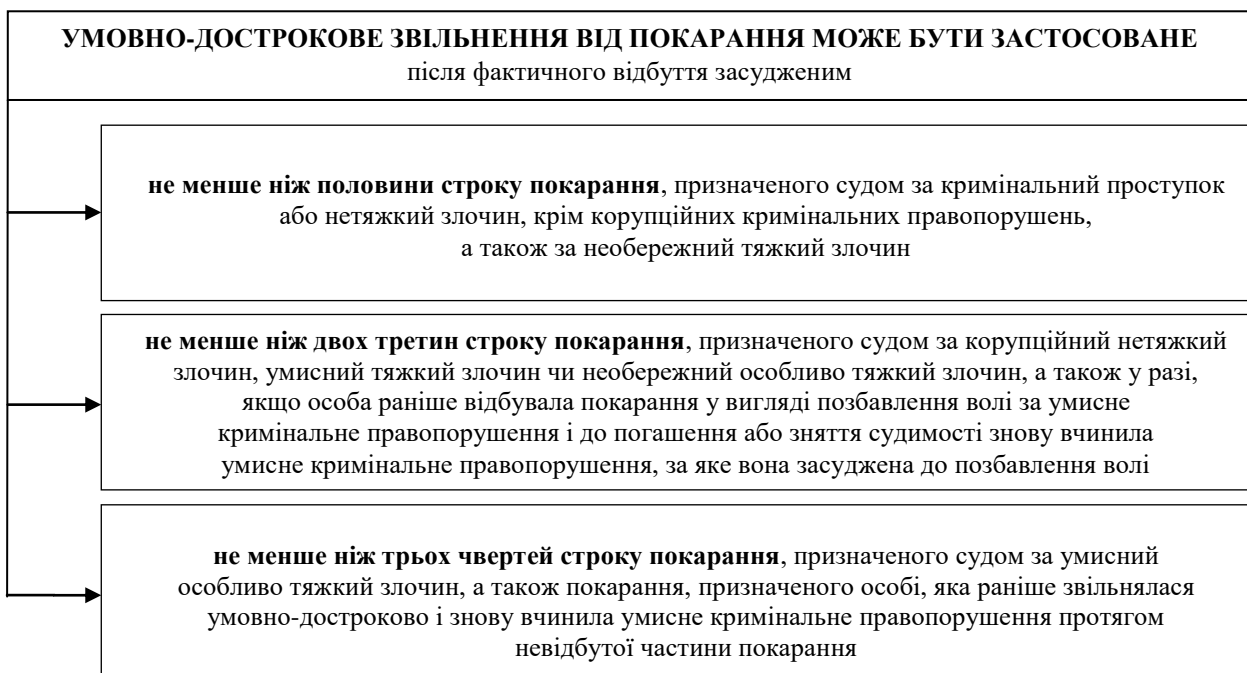 УМОВНО-ДОСТРОКОВЕ ЗВІЛЬНЕННЯ ВІД ПОКАРАННЯ МОЖЕ БУТИ ЗАСТОСОВАНЕ
після фактичного відбуття засудженим
не менше ніж половини строку покарання, призначеного судом за кримінальний проступок
або нетяжкий злочин, крім корупційних кримінальних правопорушень,
а також за необережний тяжкий злочин
не менше ніж двох третин строку покарання, призначеного судом за корупційний нетяжкий
злочин, умисний тяжкий злочин чи необережний особливо тяжкий злочин, а також у разі,
якщо особа раніше відбувала покарання у вигляді позбавлення волі за умисне
кримінальне правопорушення і до погашення або зняття судимості знову вчинила
умисне кримінальне правопорушення, за яке вона засуджена до позбавлення волі
не менше ніж трьох чвертей строку покарання, призначеного судом за умисний
особливо тяжкий злочин, а також покарання, призначеного особі, яка раніше звільнялася
умовно-достроково і знову вчинила умисне кримінальне правопорушення протягом
невідбутої частини покарання